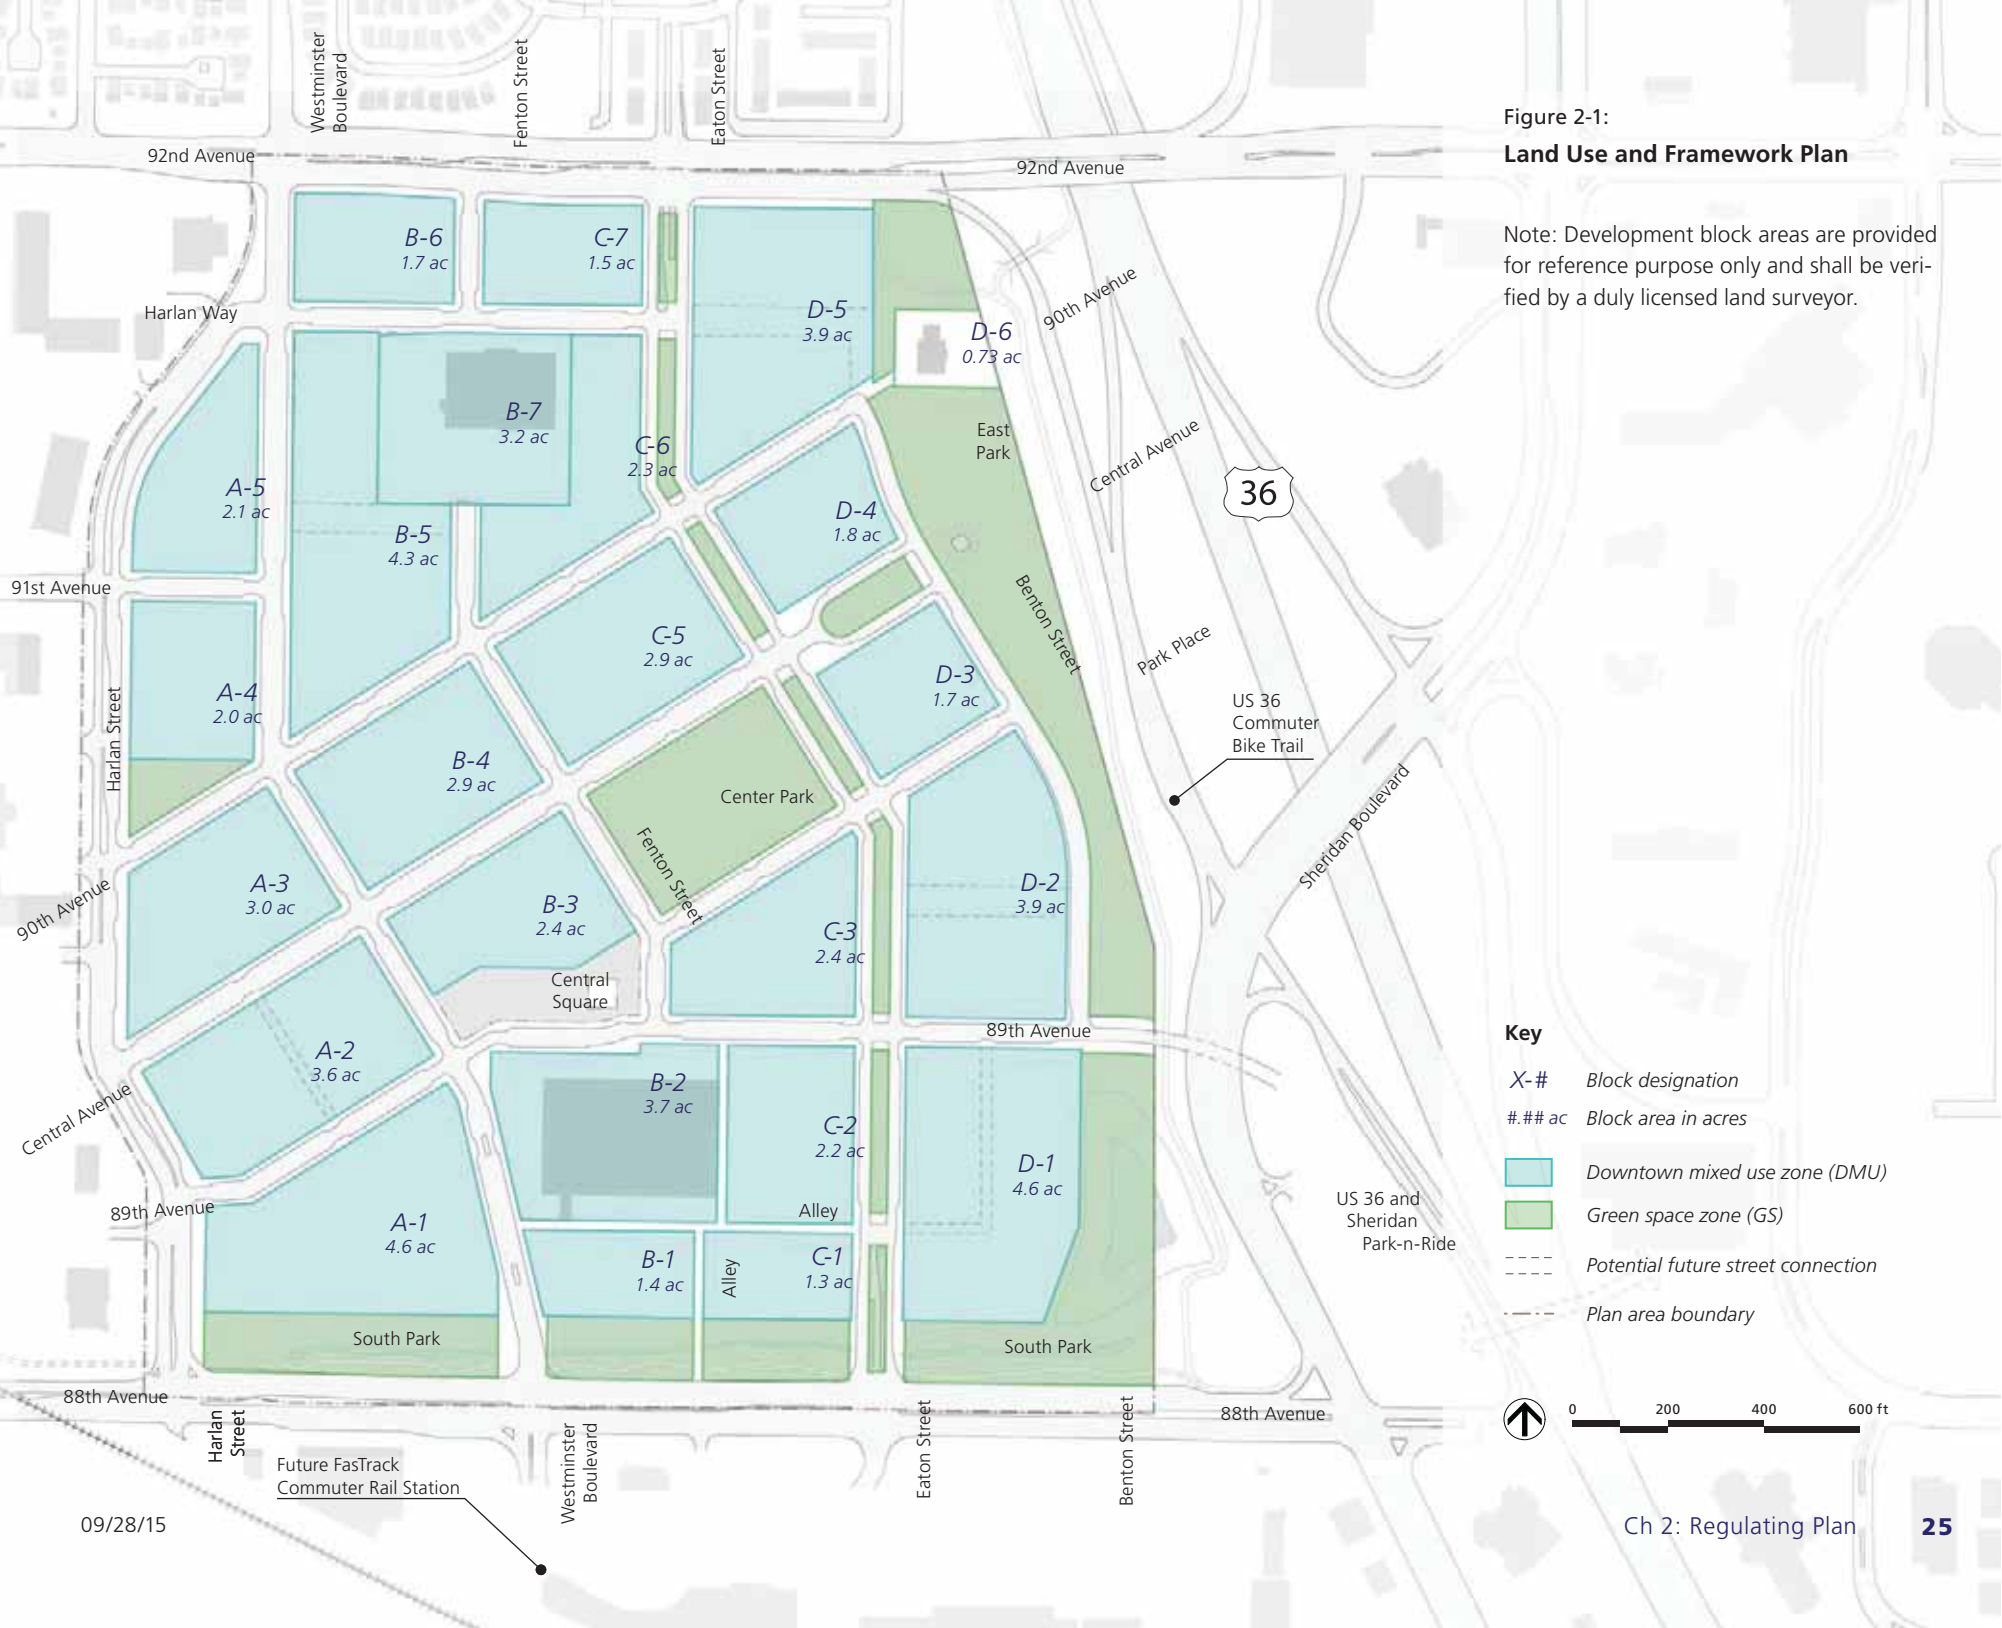 Westminster
Boulevard
Fenton Street
Eaton Street
92nd Avenue
92nd Avenue
Figure 2-1:
Land Use and Framework Plan
Note: Development block areas are provided
for reference purpose only and shall be veri-
fied by a duly licensed land surveyor.
B-6
1.7 ac
C-7
1.5 ac
D-5
3.9 ac
D-6
0.73 ac
Harlan Way
90th Avenue
B-7
3.2 ac
C-6
2.3 ac
East
Park
Central Avenue
36
A-5
2.1 ac
B-5
4.3 ac
D-4
1.8 ac
91st Avenue
Benton Street
C-5
2.9 ac
Park Place
D-3
1.7 ac
A-4
2.0 ac
Harlan Street
US 36
Commuter
Bike Trail
B-4
2.9 ac
Center Park
Sheridan Boulevard
Fenton Street
A-3
3.0 ac
90th Avenue
B-3
2.4 ac
C-3
2.4 ac
D-2
3.9 ac
Central
Square
89th Avenue
A-2
3.6 ac
Central Avenue
B-2
3.7 ac
C-2
2.2 ac
D-1
4.6 ac
Alley
89th Avenue
A-1
4.6 ac
B-1
1.4 ac
Alley
C-1
1.3 ac
US 36 and
Sheridan
Park-n-Ride
South Park
South Park
88th Avenue
88th Avenue
Harlan
Street
Westminster
Boulevard
Eaton Street
Benton Street
Future FasTrack
Commuter Rail Station
Key
X-# Block designation
#.## ac Block area in acres
Downtown mixed use zone (DMU)
Green space zone (GS)
Potential future street connection
Plan area boundary
0 200 400 600 ft
09/28/15
Ch 2: Regulating Plan 25